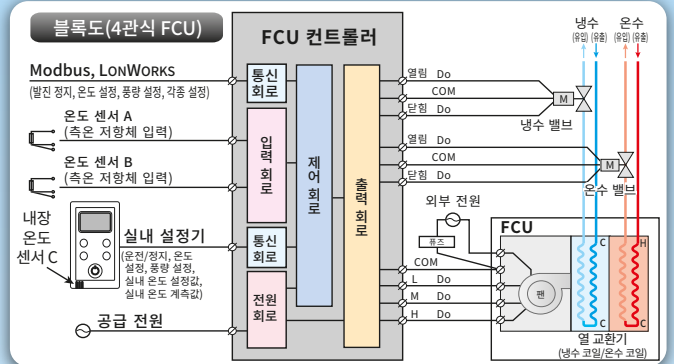 블록도(4관식 FCU)
FCU 컨트롤러
Modbus, LONWORKS
(발진 정지, 온도 설정, 풍량 설정, 각종 설정)
온도 센서 A
(측온 저항체 입력)
온도 센서 B
(측온 저항체 입력)
내장
온도
센서 C
실내 설정기
(운전/정지, 온도
설정, 풍량 설정,
실내 온도 설정값,
실내 온도 계측값)
공급 전원
통신
회로
입력 회로
통신
회로
전원
회로
제어 회로
출력 회로
열림 Do
COM
닫힘 Do
M
냉수 밸브
열림 Do
COM
닫힘 Do
M
온수 밸브
냉수
(유입) (유출)
온수
(유입) (유출)
외부 전원
퓨즈
COM
L Do
M Do
H Do
FCU
팬
C
H
C
C
열 교환기
(냉수 코일/온수 코일)